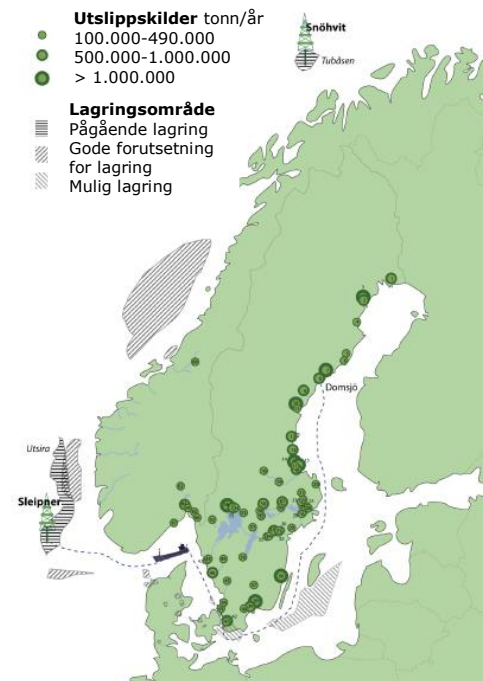 Utslippskilder tonn/år
100.000-490.000
500.000-1.000.000
> 1.000.000
Lagringsområde
Pågående lagring
Gode forutsetning
for lagring
Mulig lagring
Snöhvit
Tubåsen
Domsjö
Utsira
Sleipner